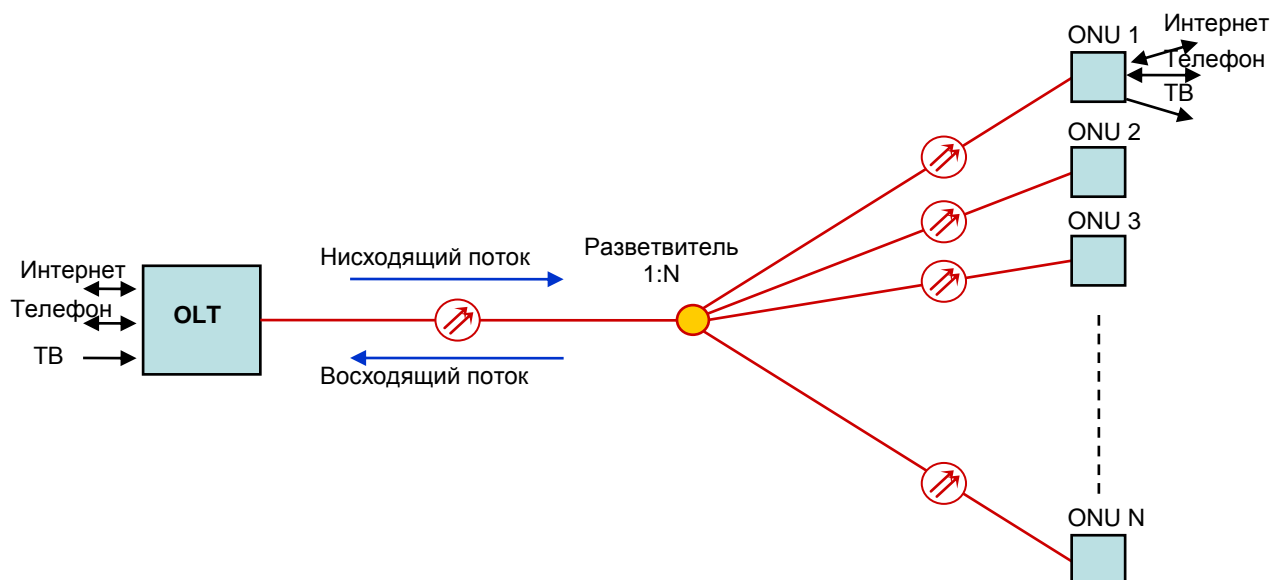 Интернет
Телефон
ТВ
OLT
Нисходящий поток
Восходящий поток
Разветвитель
1:N
ONU 1
Интернет
Телефон
ТВ
ONU 2
ONU 3
ONU N